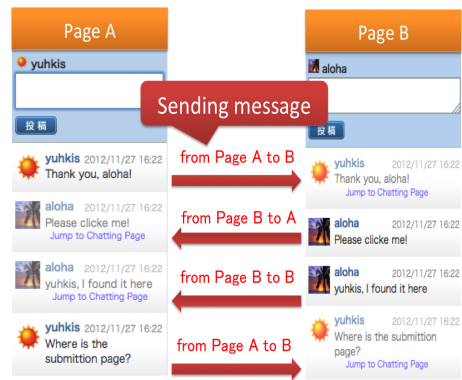 Page A
yuhkis
投稿
yuhkis 2012/11/27 16:22
Thank you, aloha!
aloha 2012/11/27 16:22
Please clicke me!
Jump to Chatting Page
aloha 2012/11/27 16:22
yuhkis, I found it here
Jump to Chatting Page
yuhkis 2012/11/27 16:22
Where is the
submittion page?
Sending message
from Page A to B
from Page B to A
from Page B to B
from Page A to B
Page B
aloha
投稿
yuhkis 2012/11/27 16:22
Thank you, aloha!
Jump to Chatting Page
aloha 2012/11/27 16:22
Please clicke me!
aloha 2012/11/27 16:22
yuhkis, I found it here
yuhkis 2012/11/27 16:22
Where is the submittion
page?
Jump to Chatting Page